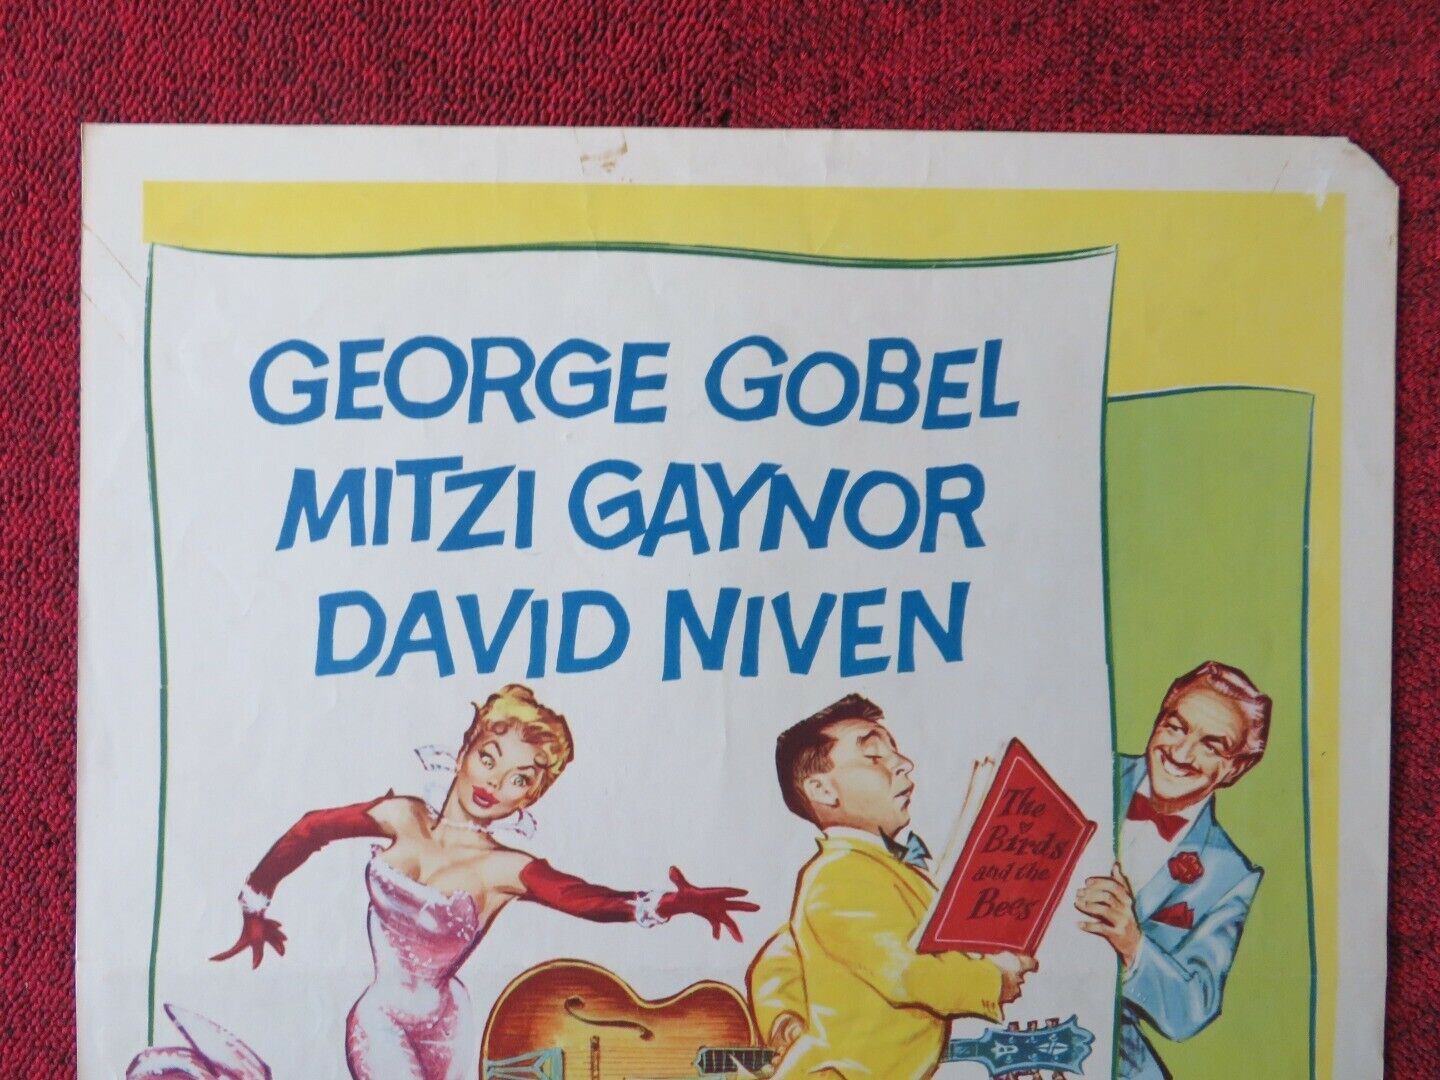 GEORGE GOBEL
MITZI GAYNOR
DAVID NIVEN
The
Birds
and the
Bees